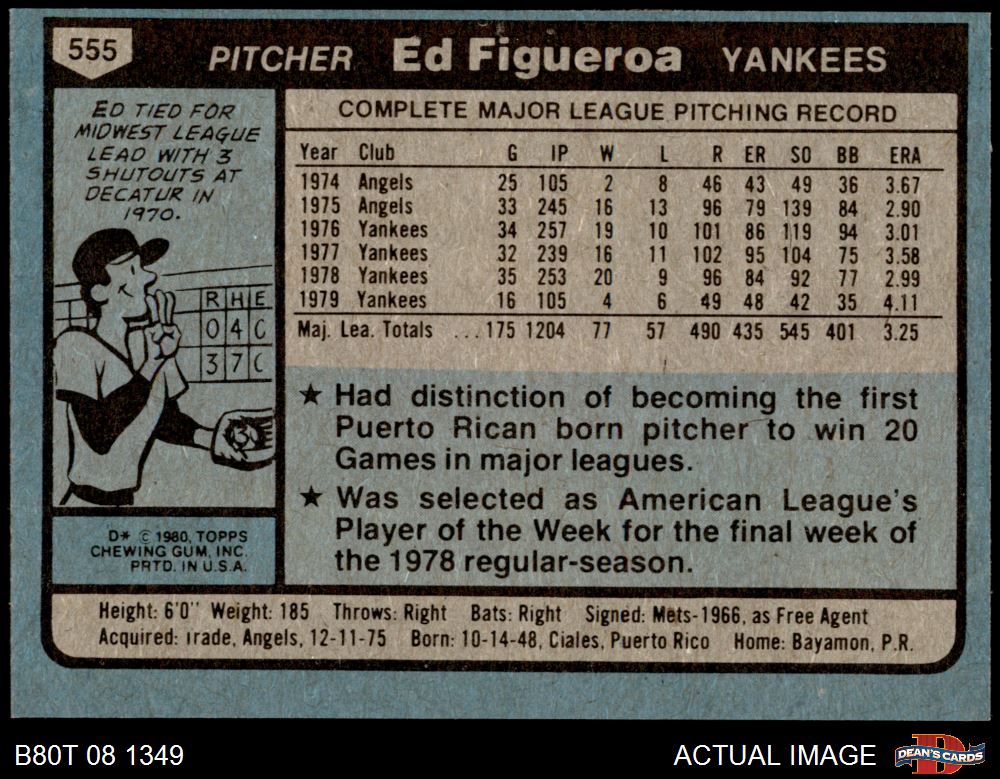 555
PITCHER Ed Figueroa YANKEES
ED TIED FOR
MIDWEST LEAGUE
LEAD WITH 3
SHUTOUTS AT
DECATUR IN
1970.
R H E
0 4 0
3 7 0
D* © 1980, TOPPS
CHEWING GUM, INC.
PRTD. IN U.S.A.
COMPLETE MAJOR LEAGUE PITCHING RECORD
Year Club G IP W L R ER SO BB ERA
1974 Angels 25 105 2 8 46 43 49 36 3.67
1975 Angels 33 245 16 13 96 79 139 84 2.90
1976 Yankees 34 257 19 10 101 86 119 94 3.01
1977 Yankees 32 239 16 11 102 95 104 75 3.58
1978 Yankees 35 253 20 9 96 84 92 77 2.99
1979 Yankees 16 105 4 6 49 48 42 35 4.11
Maj. Lea. Totals ... 175 1204 77 57 490 435 545 401 3.25
★ Had distinction of becoming the first
Puerto Rican born pitcher to win 20
Games in major leagues.
★ Was selected as American League's
Player of the Week for the final week of
the 1978 regular-season.
Height: 6'0" Weight: 185 Throws: Right Bats: Right Signed: Mets-1966, as Free Agent
Acquired: Trade, Angels, 12-11-75 Born: 10-14-48, Ciales, Puerto Rico Home: Bayamon, P.R.
B80T 08 1349
ACTUAL IMAGE
D
DEAN'S CARDS